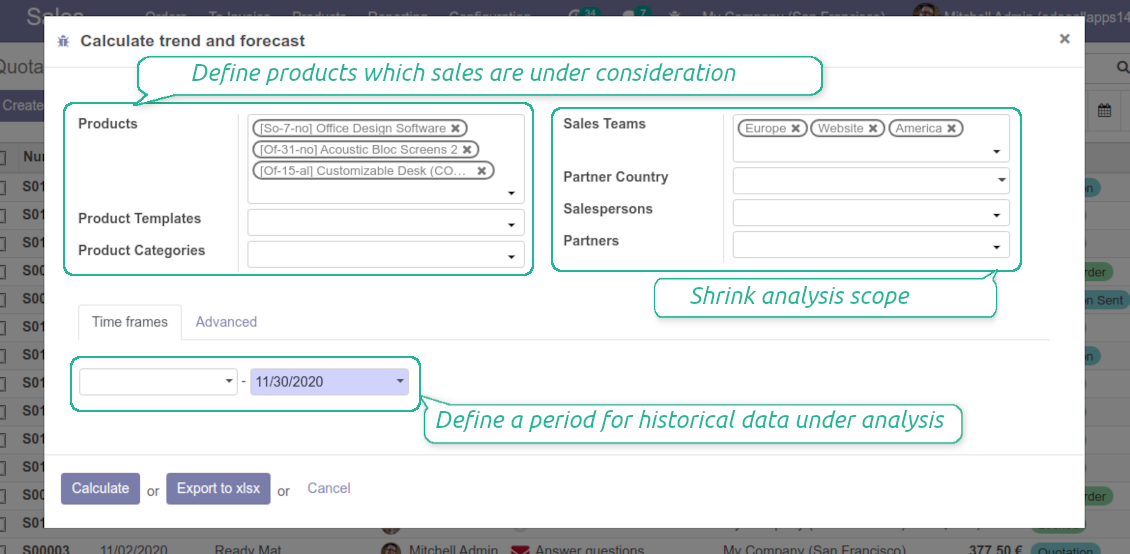 Sales Orders To Invoice Products Reporting Configuration 34 7 My Company (San Francisco) Mitchell Admin
Calculate trend and forecast ×
Quota
Define products which sales are under consideration
Create
Products
[So-7-no] Office Design Software ×
[Of-31-no] Acoustic Bloc Screens 2 ×
[Of-15-al] Customizable Desk (CO... ×
Product Templates
Product Categories
Sales Teams
Europe × Website × America ×
Partner Country
Salespersons
Partners
Shrink analysis scope
Time frames Advanced
- 11/30/2020
Define a period for historical data under analysis
Calculate or Export to xlsx or Cancel
Nu
S01
S01
S01
S00 rder
S00 n Sent
S01
S01
S01
S01
S01
S01
S00 rder
S01
S00003 11/02/2020 Ready Mat Mitchell Admin Answer questions My Company (San Francisco) 377.50 € Quotation